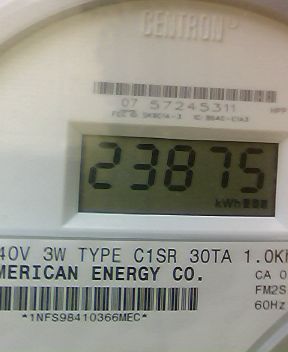 CENTRON
07 57245311
23875
kWh
40V 3W TYPE C1SR 30TA 1.0K
MERICAN ENERGY CO.
CA 0
FM2S
60Hz
*1NFS98410366MEC*